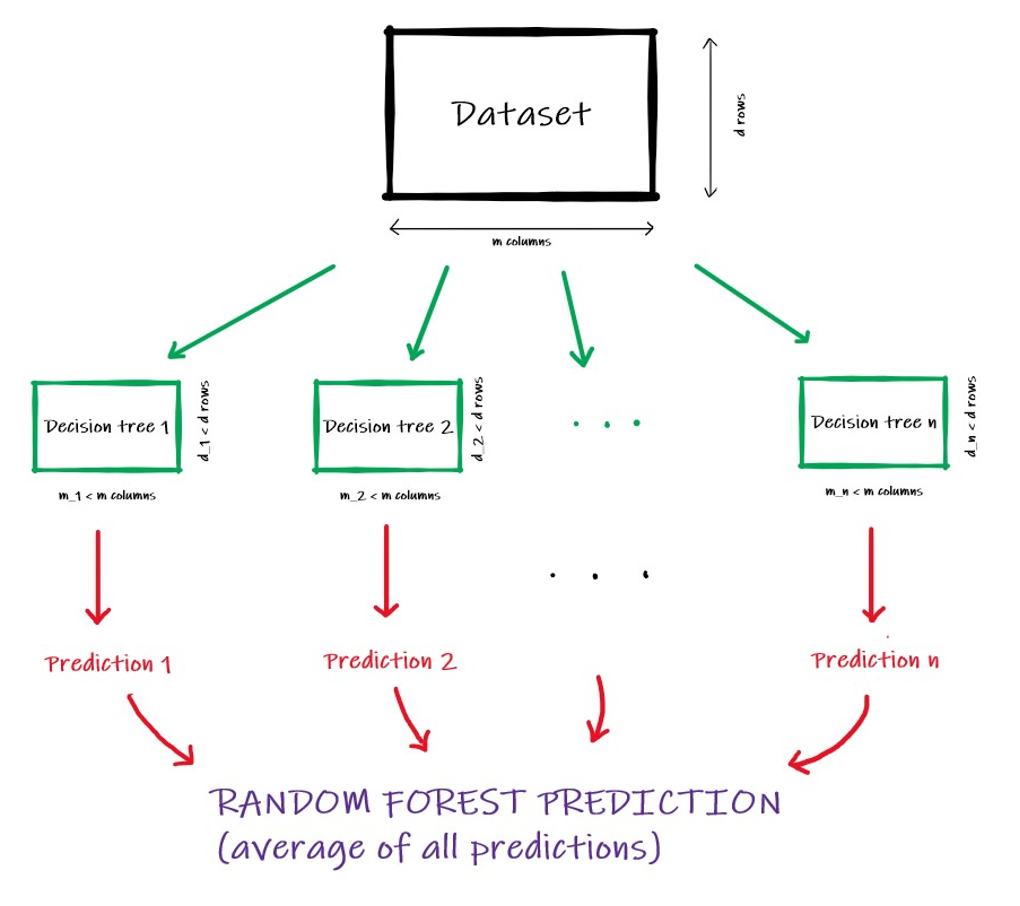 Dataset
d rows
m columns
Decision tree 1
d_1 < d rows
Decision tree 2
d_2 < d rows
. . .
Decision tree n
d_n < d rows
m_1 < m columns
m_2 < m columns
m_n < m columns
. . .
Prediction 1
Prediction 2
Prediction n
RANDOM FOREST PREDICTION
(average of all predictions)